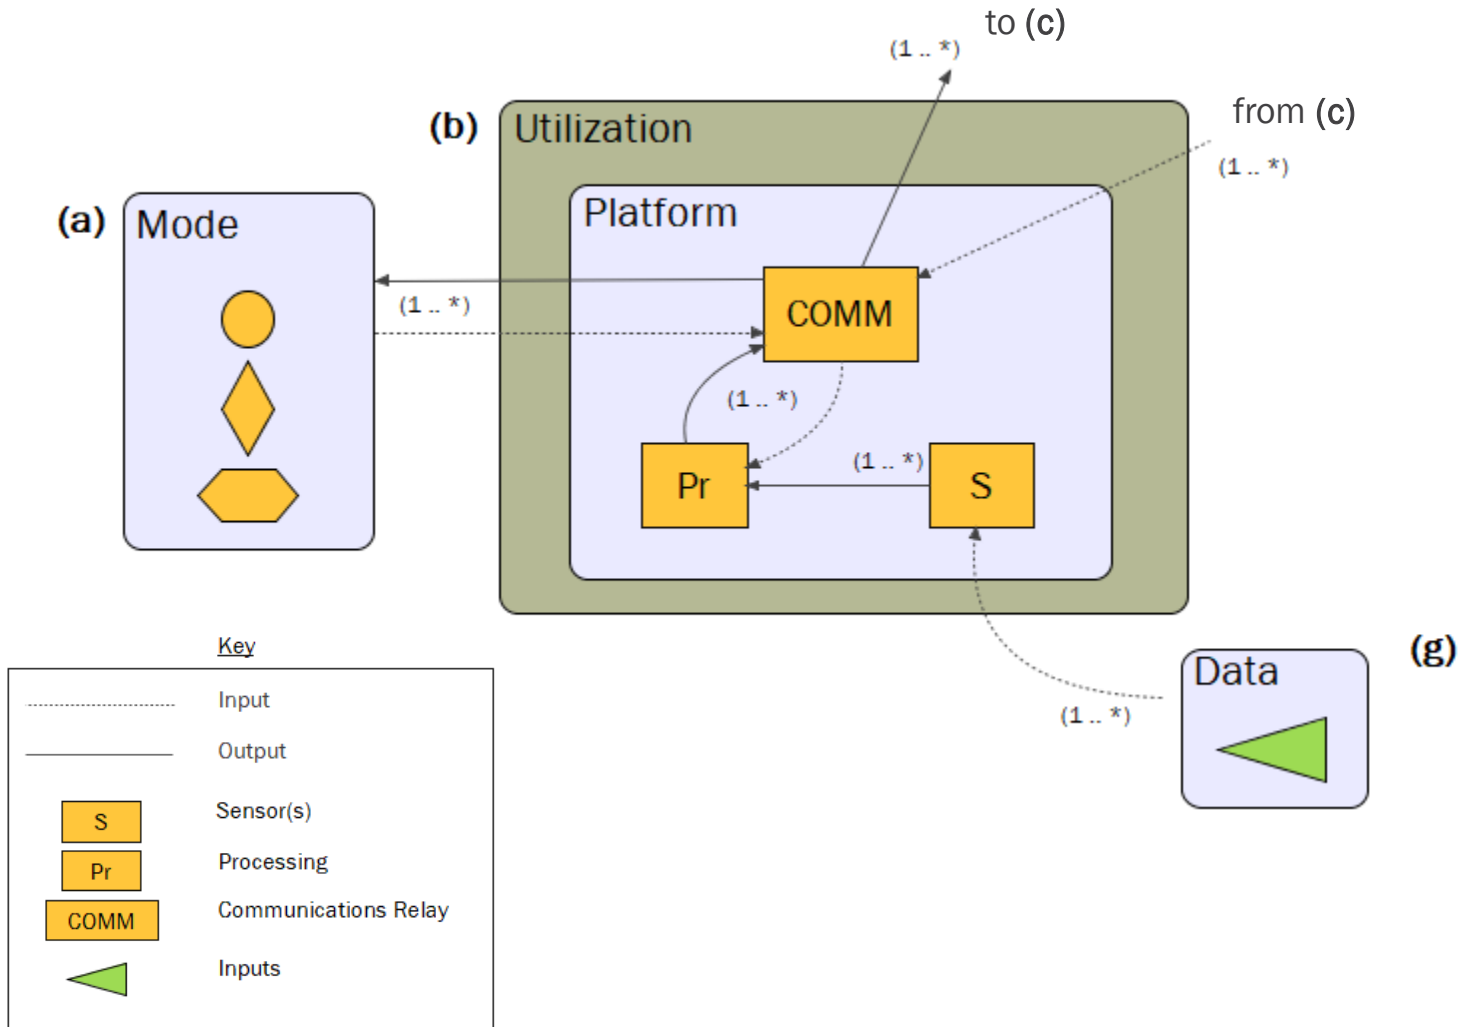 to (c)
(1 .. *)
from (c)
(1 .. *)
(b)
Utilization
(a)
Mode
Platform
(1 .. *)
COMM
(1 .. *)
Pr
(1 .. *)
S
(g)
Data
(1 .. *)
Key
Input
Output
S
Sensor(s)
Pr
Processing
COMM
Communications Relay
Inputs